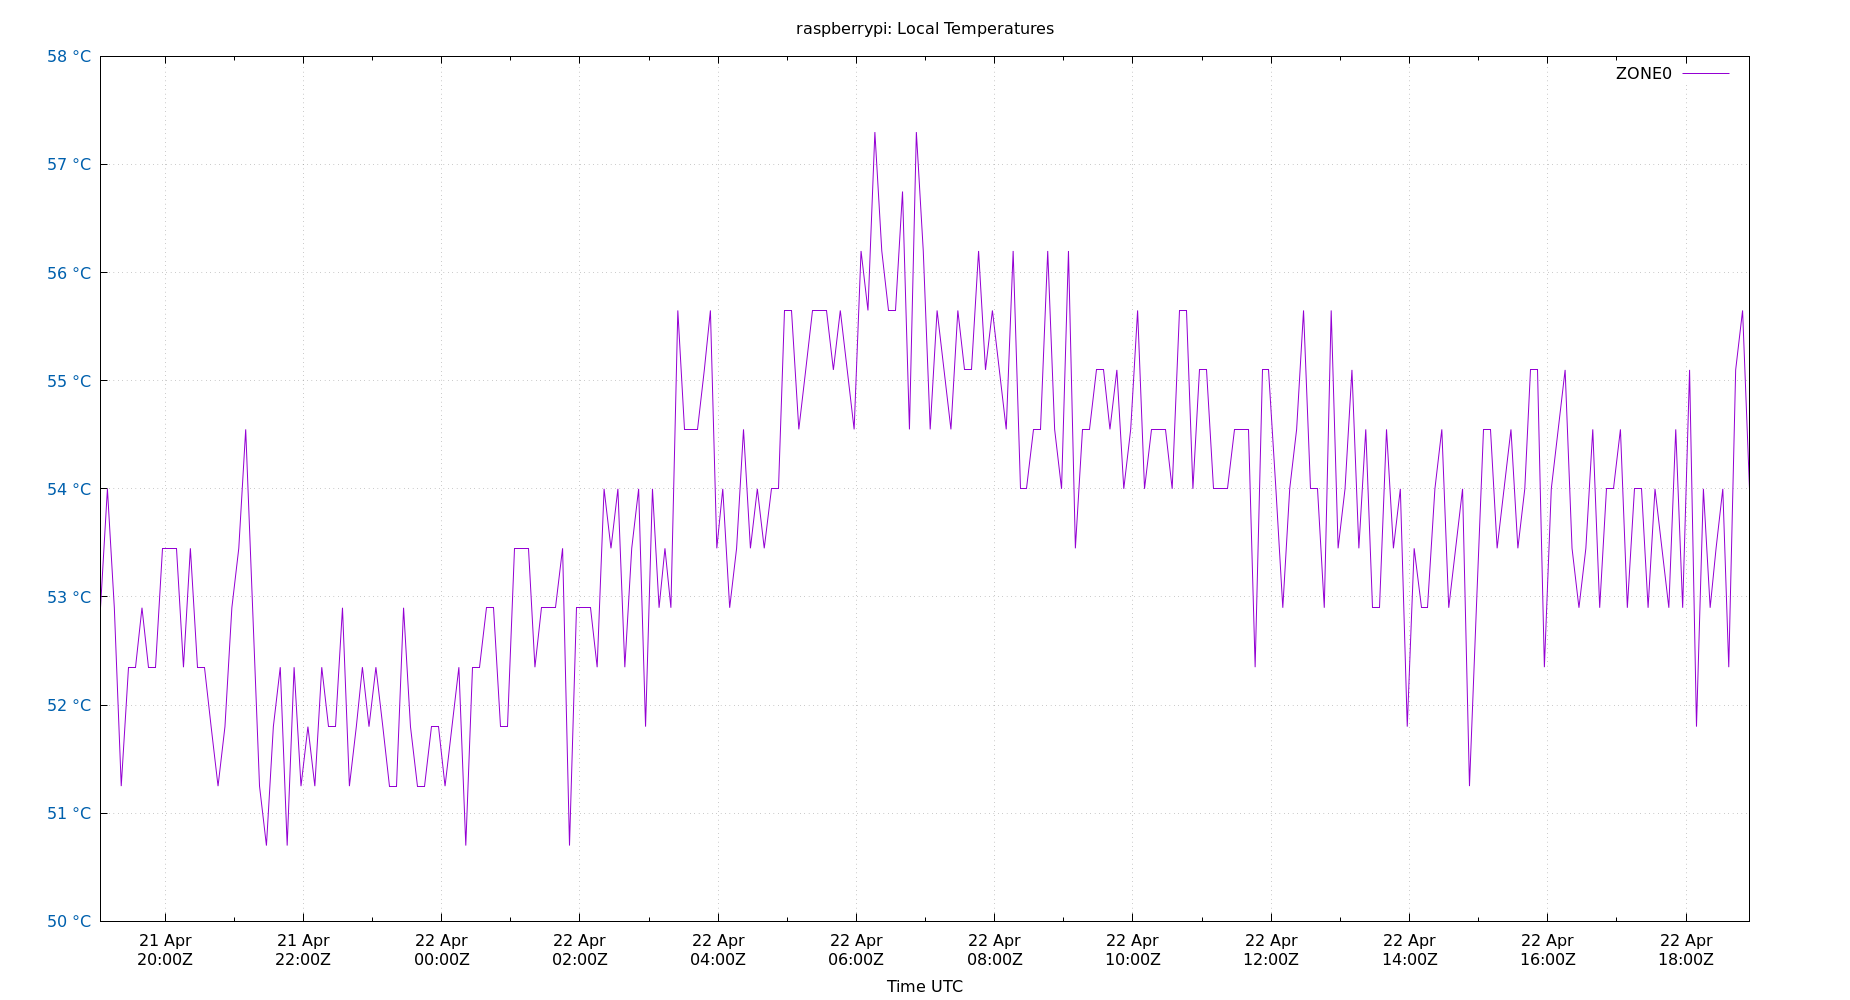 raspberrypi: Local Temperatures
58 °C
ZONE0
57 °C
56 °C
55 °C
54 °C
53 °C
52 °C
51 °C
50 °C
21 Apr 21 Apr 22 Apr 22 Apr 22 Apr 22 Apr 22 Apr 22 Apr 22 Apr 22 Apr 22 Apr 22 Apr
20:00Z 22:00Z 00:00Z 02:00Z 04:00Z 06:00Z 08:00Z 10:00Z 12:00Z 14:00Z 16:00Z 18:00Z
Time UTC